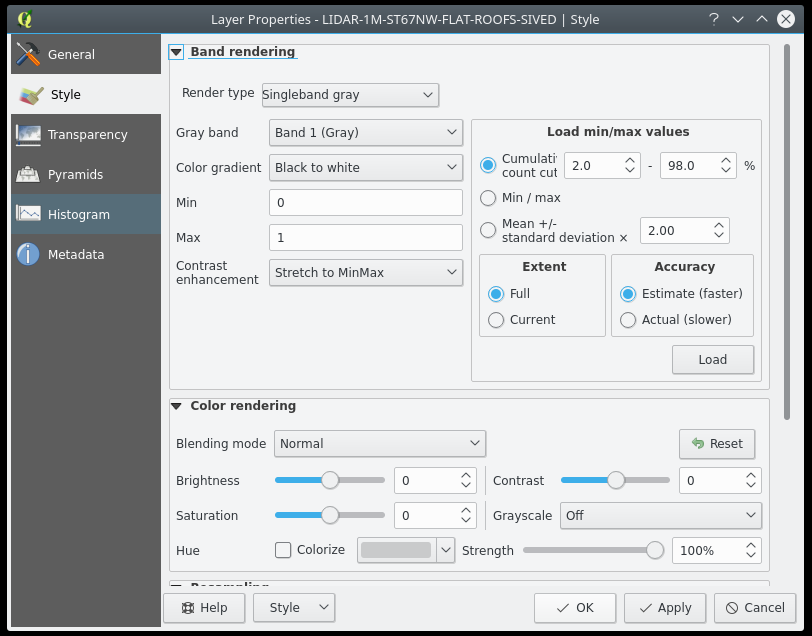 Layer Properties - LIDAR-1M-ST67NW-FLAT-ROOFS-SIVED | Style
General
Style
Transparency
Pyramids
Histogram
Metadata
Band rendering
Render type Singleband gray
Gray band Band 1 (Gray)
Color gradient Black to white
Min 0
Max 1
Contrast
enhancement Stretch to MinMax
Load min/max values
Cumulati
count cut 2.0 - 98.0 %
Min / max
Mean +/-
standard deviation × 2.00
Extent
Full
Current
Accuracy
Estimate (faster)
Actual (slower)
Load
Color rendering
Blending mode Normal Reset
Brightness 0 Contrast 0
Saturation 0 Grayscale Off
Hue Colorize Strength 100%
Resampling
Help Style OK Apply Cancel